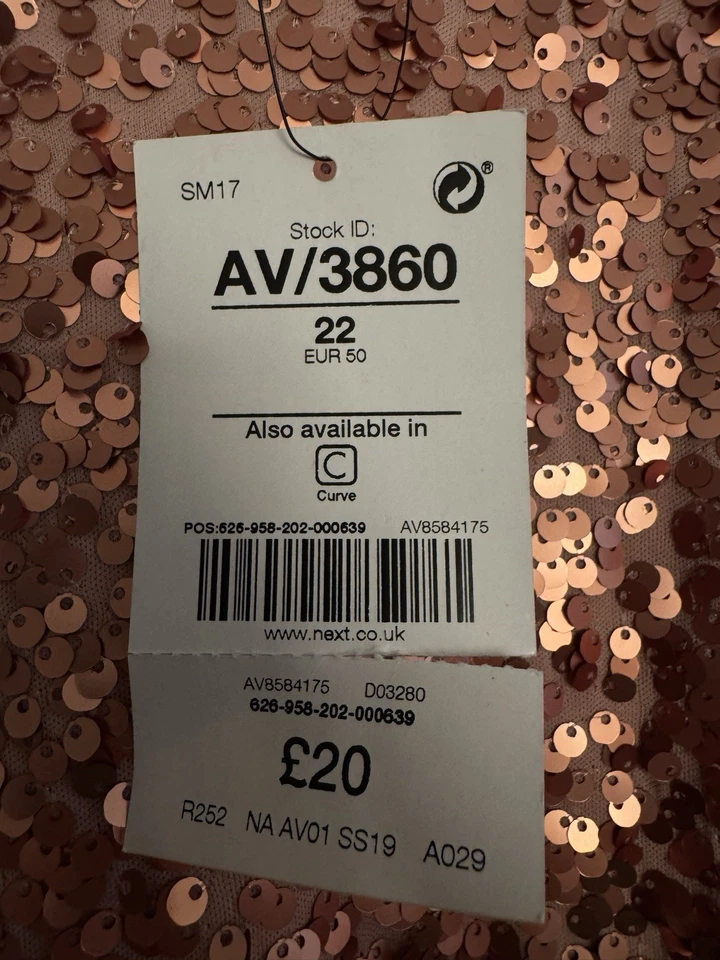 SM17
®
Stock ID:
AV/3860
22
EUR 50
Also available in
C
Curve
POS:626-958-202-000639 AV8584175
www.next.co.uk
AV8584175 D03280
626-958-202-000639
£20
R252 NA AV01 SS19 A029